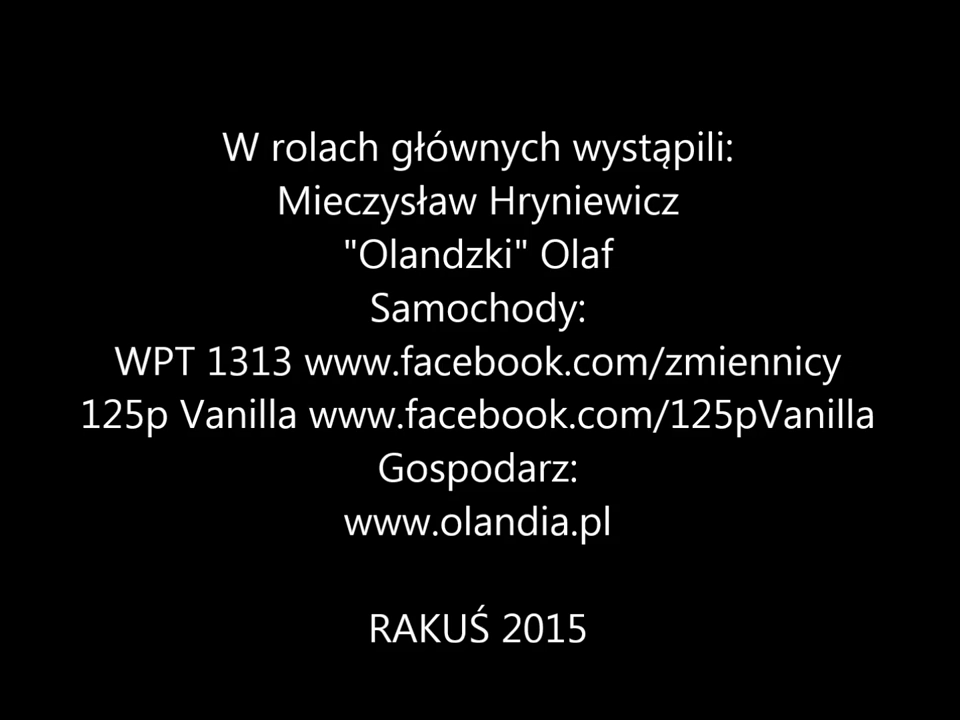 W rolach głównych wystąpili:
Mieczysław Hryniewicz
"Olandzki" Olaf
Samochody:
WPT 1313 www.facebook.com/zmiennicy
125p Vanilla www.facebook.com/125pVanilla
Gospodarz:
www.olandia.pl
RAKUŚ 2015